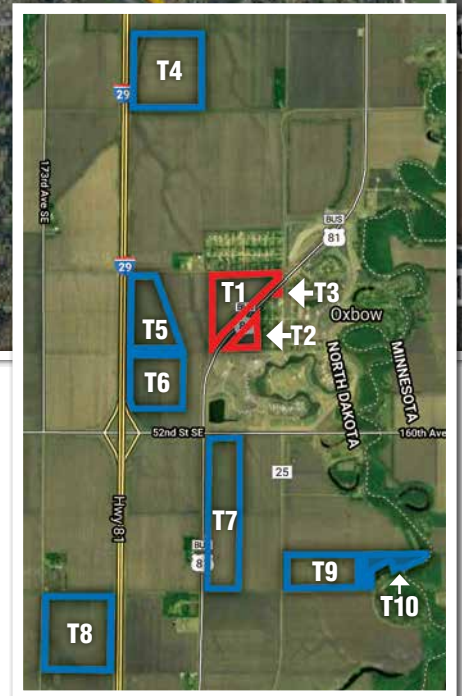 T4
29
173rd Ave SE
BUS
81
29
T1
T3
T5
Oxbow
T2
T6
NORTH DAKOTA
MINNESOTA
52nd St SE
160th Ave
25
Hwy 81
T7
BUS
T9
T10
T8